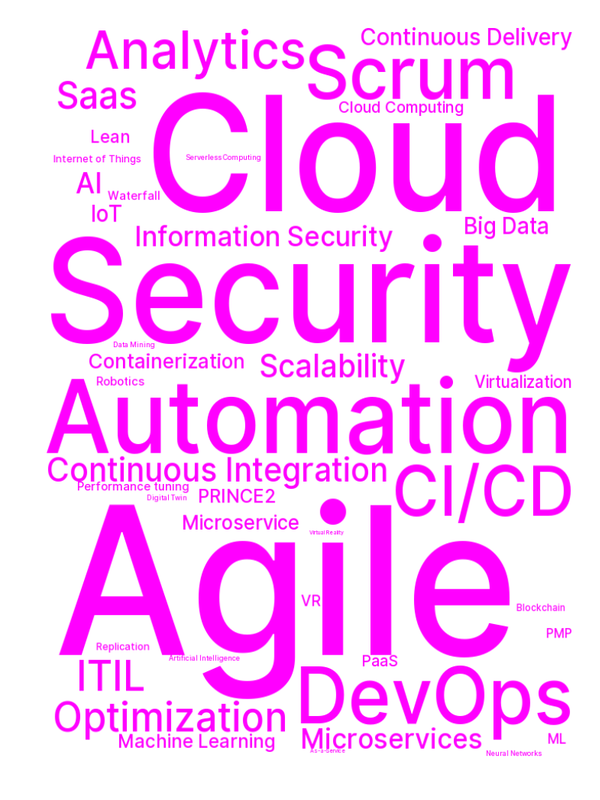 Continuous Delivery
Analytics
Scrum
Saas
Cloud Computing
Cloud
Lean
Serverless Computing
Internet of Things
AI
Waterfall
IoT
Big Data
Information Security
Security
Data Mining
Containerization
Scalability
Robotics
Virtualization
Automation
Continuous Integration
CI/CD
Performance tuning
Digital Twin
PRINCE2
Microservice
Virtual Reality
Agile
VR
Blockchain
PMP
Replication
Artificial Intelligence
PaaS
ITIL
DevOps
Optimization
Machine Learning
Microservices
ML
As-a-Service
Neural Networks